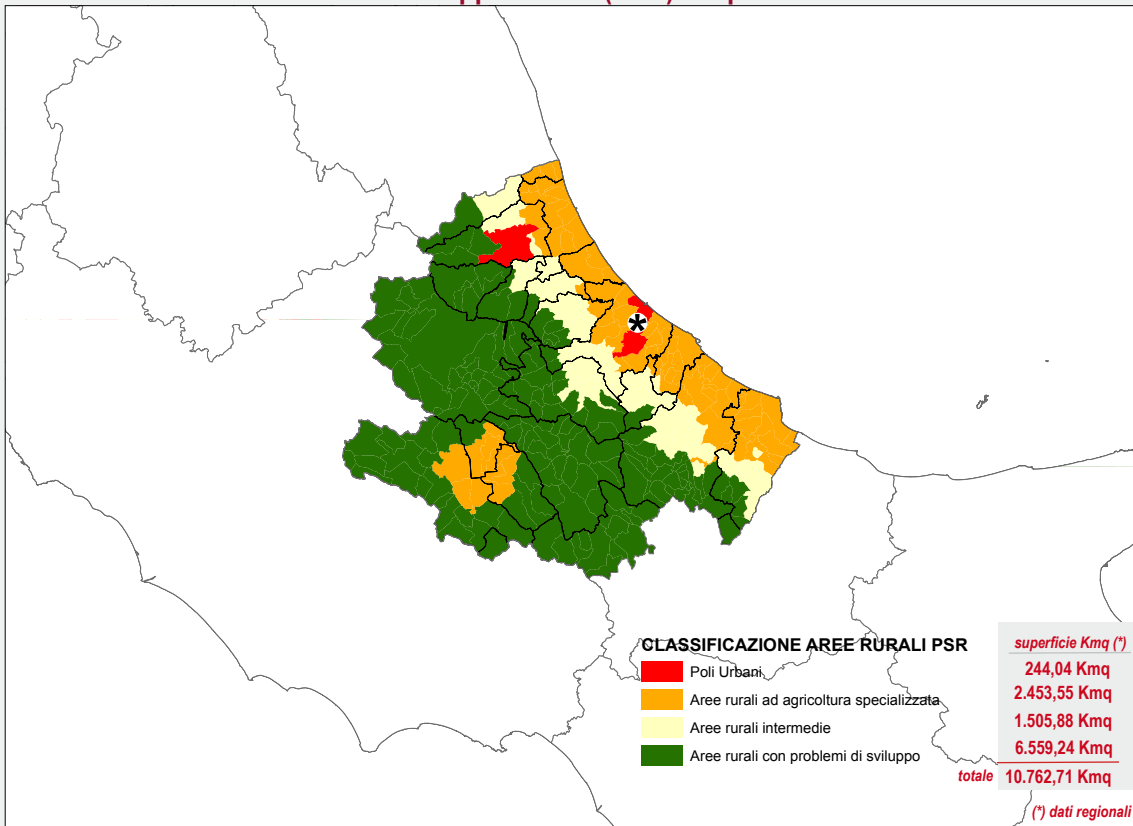 CLASSIFICAZIONE AREE RURALI PSR
superficie Kmq (*)
Poli Urbani
244,04 Kmq
Aree rurali ad agricoltura specializzata
2.453,55 Kmq
Aree rurali intermedie
1.505,88 Kmq
Aree rurali con problemi di sviluppo
6.559,24 Kmq
totale 10.762,71 Kmq
(*) dati regionali